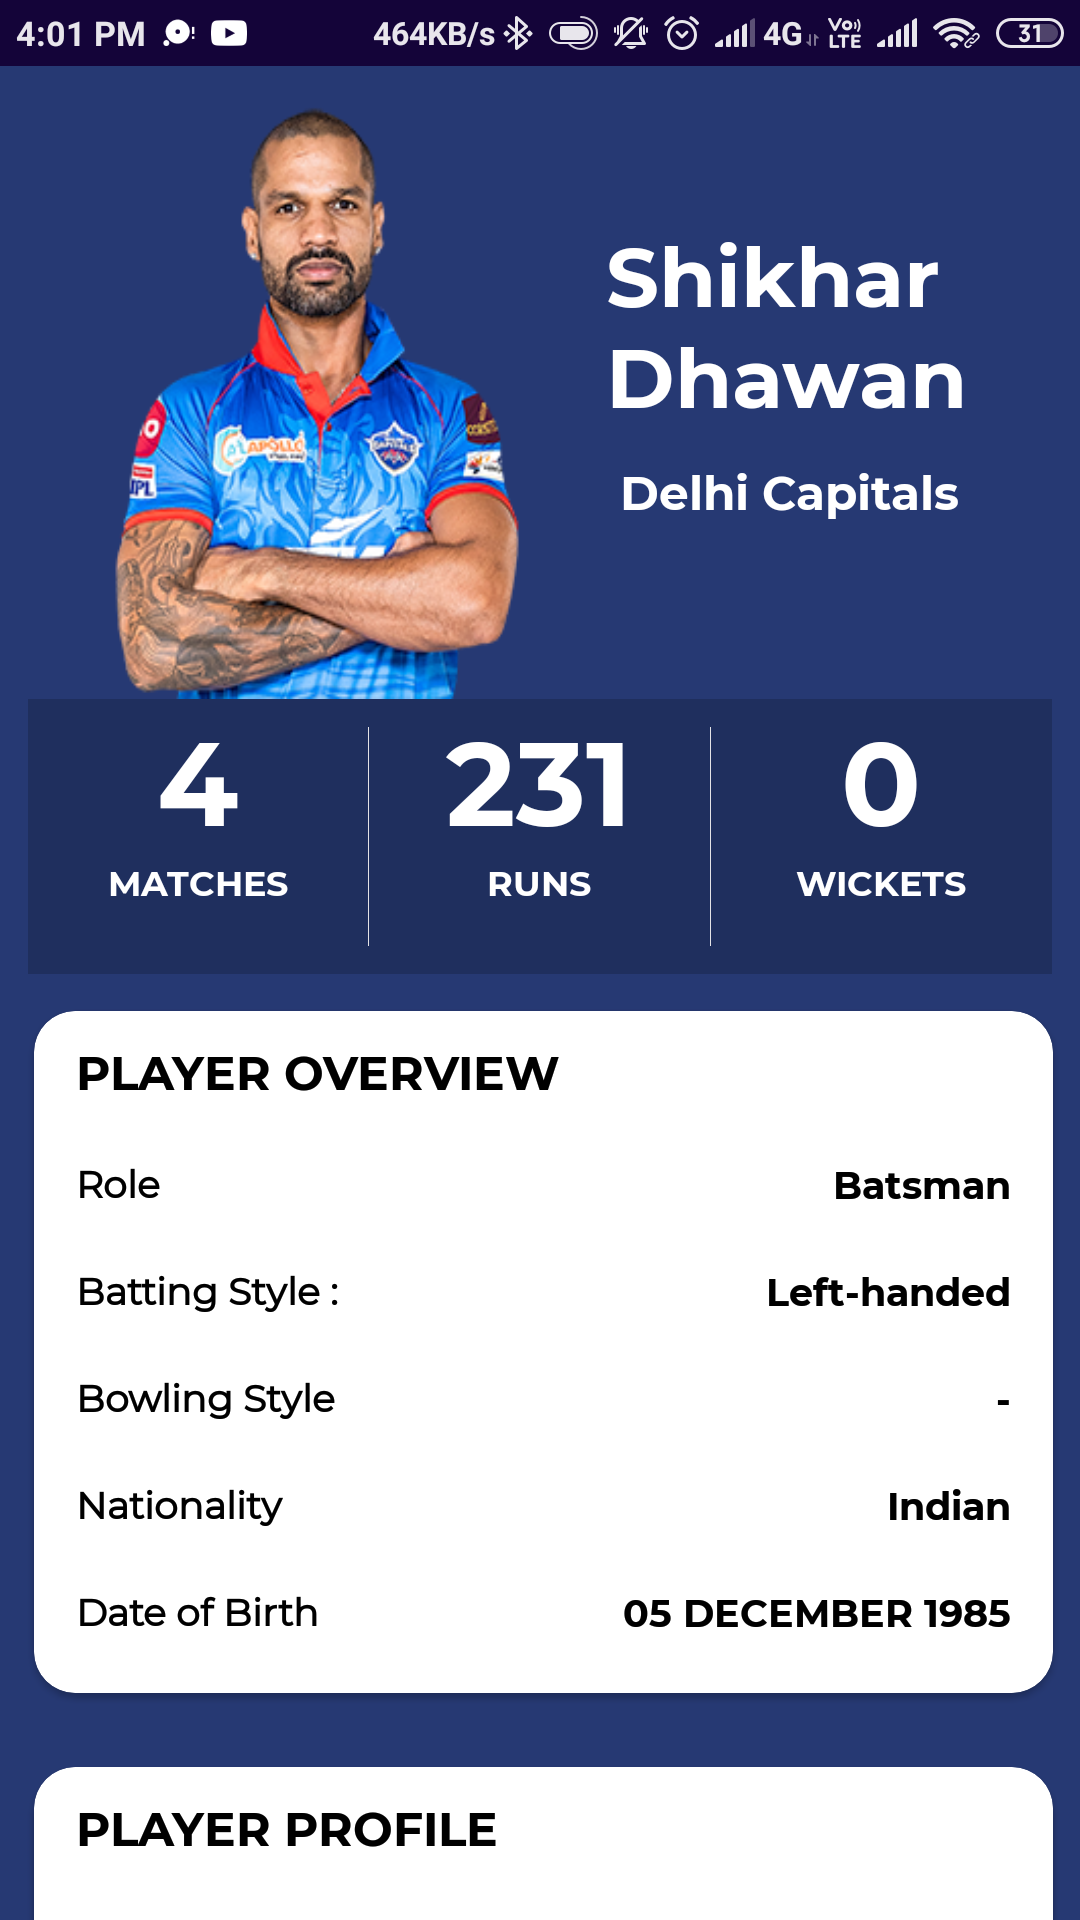 4:01 PM 464KB/s 4G Vo)) LTE 31
Shikhar
Dhawan
Delhi Capitals
APOLLO
IPL
4 231 0
MATCHES RUNS WICKETS
PLAYER OVERVIEW
Role Batsman
Batting Style : Left-handed
Bowling Style -
Nationality Indian
Date of Birth 05 DECEMBER 1985
PLAYER PROFILE